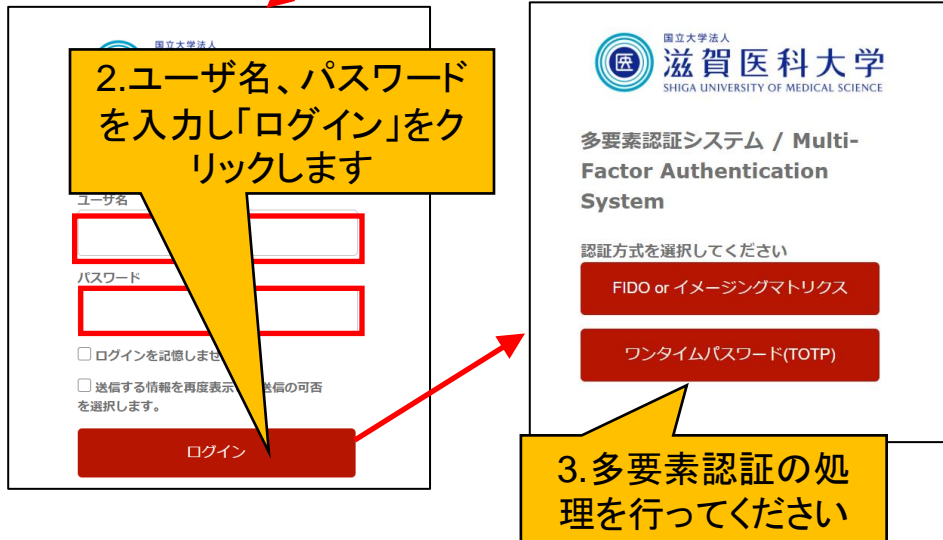 国立大学法人
2.ユーザ名、パスワード
を入力し「ログイン」をク
リックします
ユーザ名
パスワード
ログインを記憶しませ
送信する情報を再度表示 送信の可否
を選択します。
ログイン
国立大学法人
医
滋賀医科大学
SHIGA UNIVERSITY OF MEDICAL SCIENCE
多要素認証システム / Multi-
Factor Authentication
System
認証方式を選択してください
FIDO or イメージングマトリクス
ワンタイムパスワード(TOTP)
3.多要素認証の処
理を行ってください